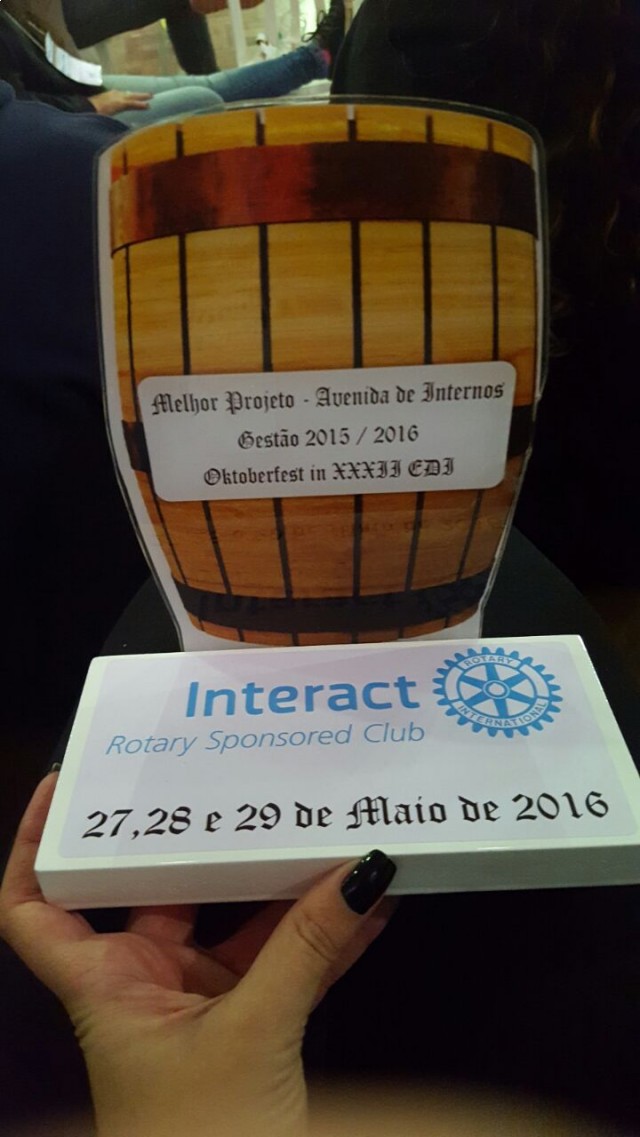 Melhor Projeto - Avenida de Internos
Gestão 2015 / 2016
Oktoberfest in XXXII EDI
Interact
Rotary Sponsored Club
ROTARY
INTERNATIONAL
27,28 e 29 de Maio de 2016